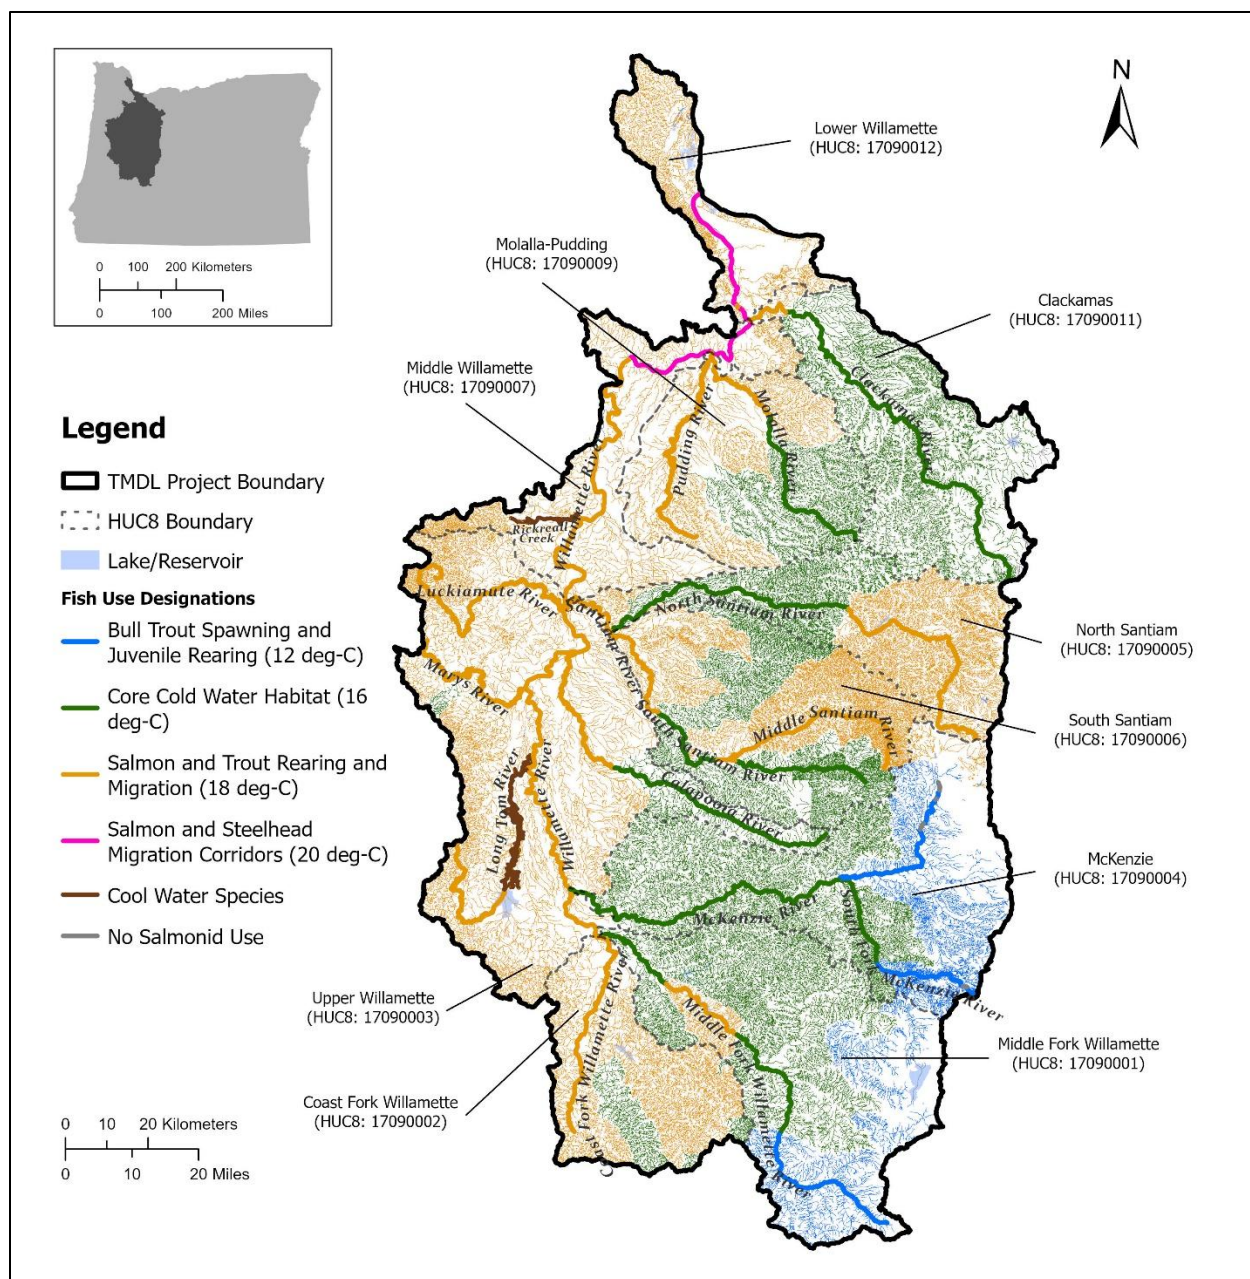 0 100 200 Kilometers
0 100 200 Miles
N
Lower Willamette
(HUC8: 17090012)
Molalla-Pudding
(HUC8: 17090009)
Clackamas
(HUC8: 17090011)
Middle Willamette
(HUC8: 17090007)
Clackamas River
Molalla River
Pudding River
Willamette River
Rickreall
Creek
Legend
TMDL Project Boundary
HUC8 Boundary
Lake/Reservoir
Fish Use Designations
Bull Trout Spawning and
Juvenile Rearing (12 deg-C)
Core Cold Water Habitat (16
deg-C)
Salmon and Trout Rearing and
Migration (18 deg-C)
Salmon and Steelhead
Migration Corridors (20 deg-C)
Cool Water Species
No Salmonid Use
Luckiamute River
Santiam River
North Santiam River
North Santiam
(HUC8: 17090005)
Marys River
South Santiam River
Middle Santiam River
South Santiam
(HUC8: 17090006)
Long Tom River
Willamette River
Calapooia River
McKenzie
(HUC8: 17090004)
McKenzie River
South Fork
McKenzie River
Upper Willamette
(HUC8: 17090003)
Middle Fork Willamette River
Middle Fork Willamette
(HUC8: 17090001)
Coast Fork Willamette River
Coast Fork Willamette
(HUC8: 17090002)
0 10 20 Kilometers
0 10 20 Miles